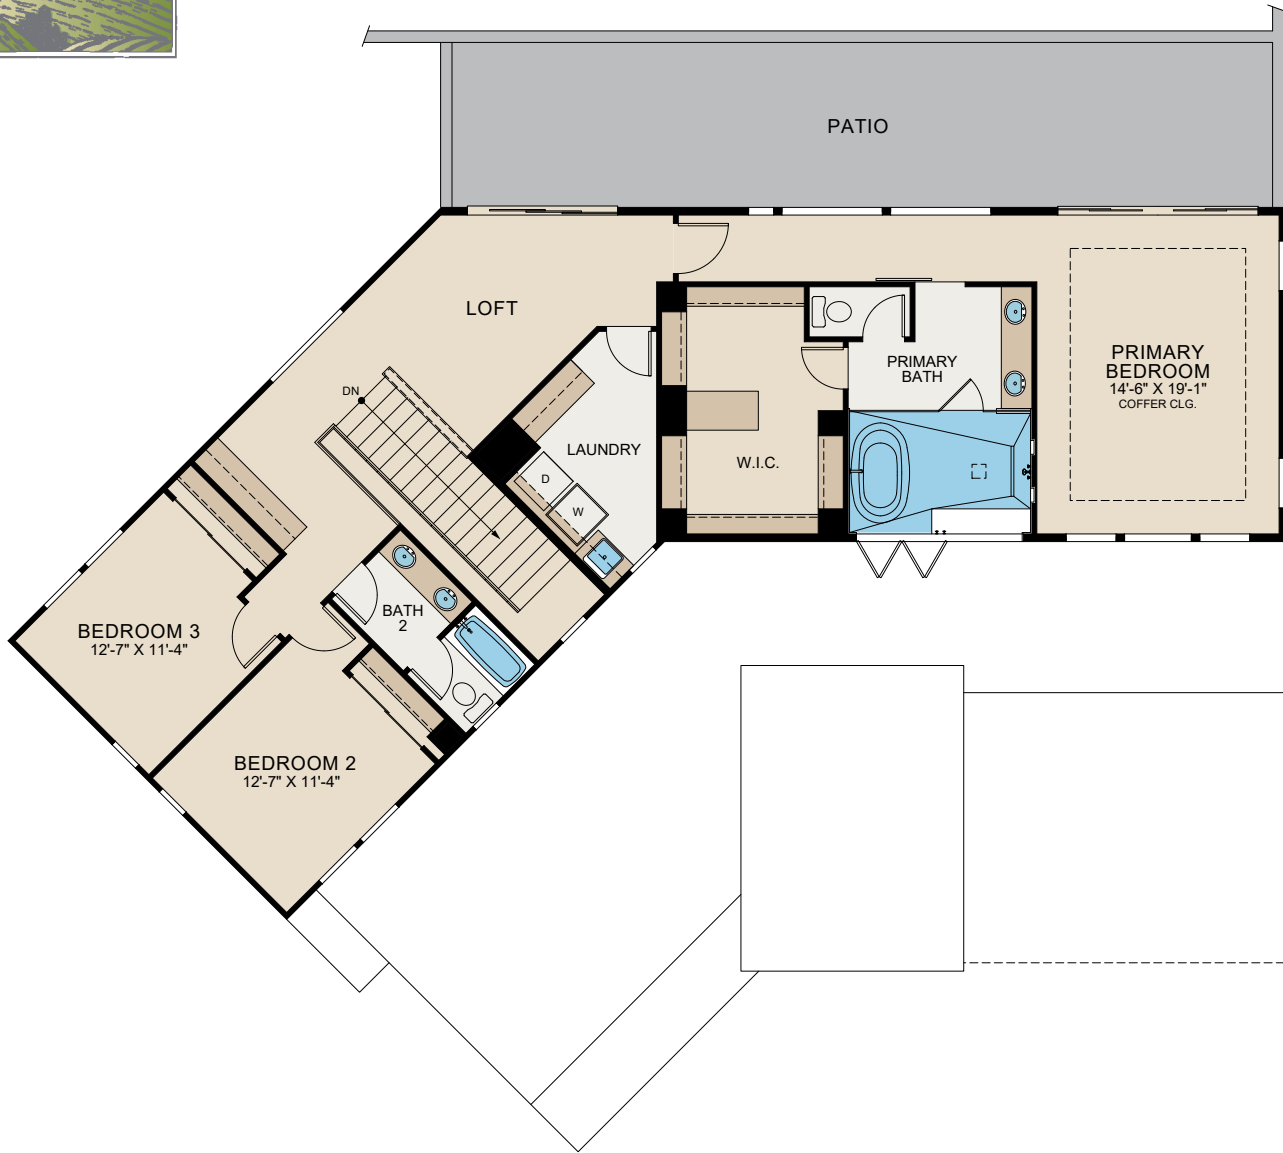 PATIO
LOFT
DN
PRIMARY
BEDROOM
14'-6" X 19'-1"
COFFER CLG.
PRIMARY
BATH
LAUNDRY
W.I.C.
D
W
BATH
2
BEDROOM 3
12'-7" X 11'-4"
BEDROOM 2
12'-7" X 11'-4"